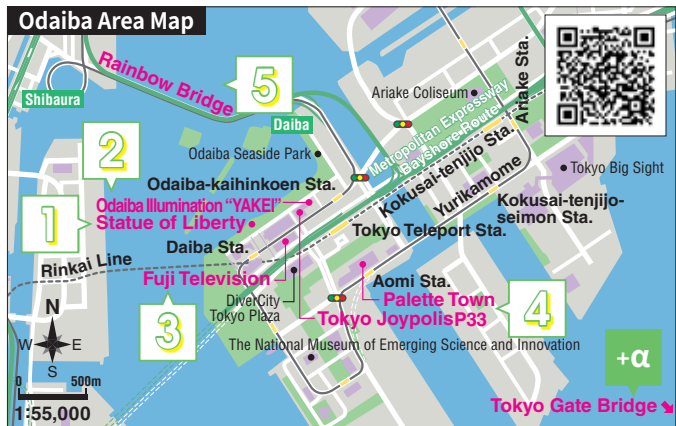 Odaiba Area Map
Rainbow Bridge
5
Shibaura
Daiba
Ariake Coliseum
Ariake Sta.
Metropolitan Expressway
Bayshore Route
2
Odaiba Seaside Park
Kokusai-tenjijo Sta.
Tokyo Big Sight
Odaiba-kaihinkoen Sta.
Yurikamome
1
Odaiba Illumination “YAKEI”
Statue of Liberty
Kokusai-tenjijo-
seimon Sta.
Tokyo Teleport Sta.
Daiba Sta.
Rinkai Line
Fuji Television
Aomi Sta.
3
DiverCity
Tokyo Plaza
Palette Town
4
Tokyo JoypolisP33
The National Museum of Emerging Science and Innovation
N
W E
S
0 500m
1:55,000
+α
Tokyo Gate Bridge